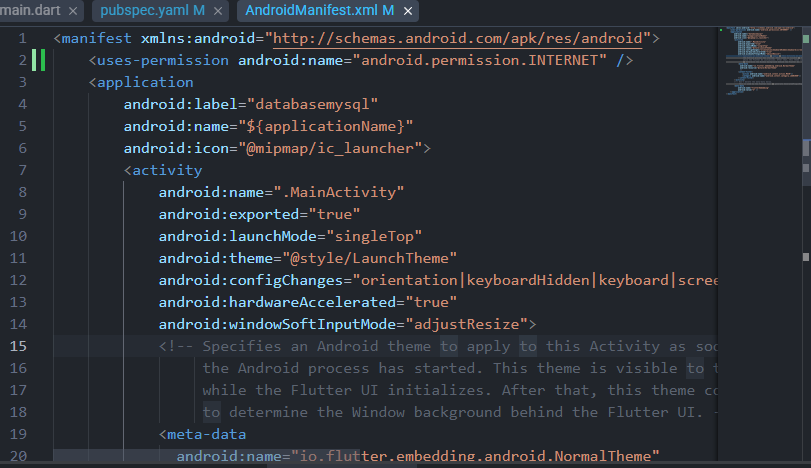 main.dart × pubspec.yaml M × AndroidManifest.xml M ×
1 <manifest xmlns:android="http://schemas.android.com/apk/res/android">
2 <uses-permission android:name="android.permission.INTERNET" />
3 <application
4 android:label="databasemysql"
5 android:name="${applicationName}"
6 android:icon="@mipmap/ic_launcher">
7 <activity
8 android:name=".MainActivity"
9 android:exported="true"
10 android:launchMode="singleTop"
11 android:theme="@style/LaunchTheme"
12 android:configChanges="orientation|keyboardHidden|keyboard|scree
13 android:hardwareAccelerated="true"
14 android:windowSoftInputMode="adjustResize">
15 <!-- Specifies an Android theme to apply to this Activity as soo
16 the Android process has started. This theme is visible to t
17 while the Flutter UI initializes. After that, this theme co
18 to determine the Window background behind the Flutter UI. -
19 <meta-data
20 android:name="io.flutter.embedding.android.NormalTheme"